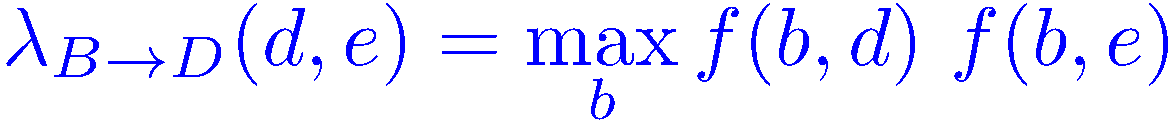 λ_{B→D}(d, e) = max_b f(b, d) f(b, e)